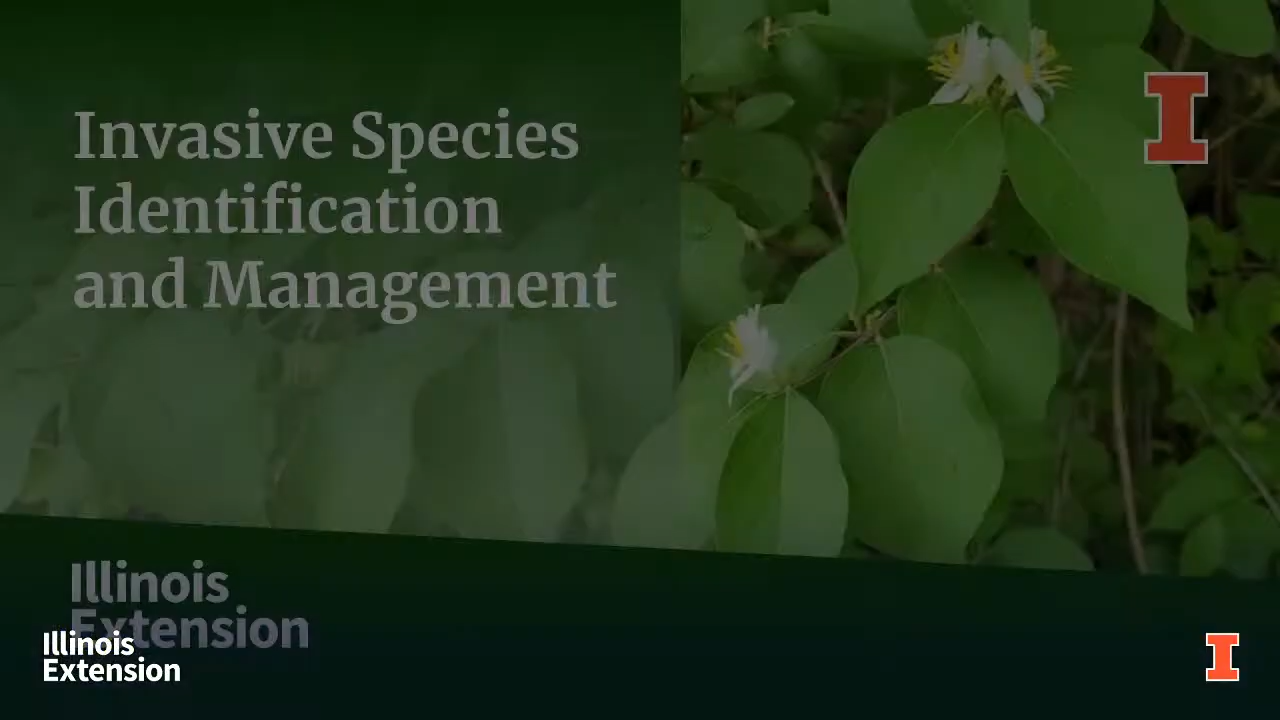 Invasive Species
Identification
and Management
I
Illinois
Extension
Illinois
Extension
I